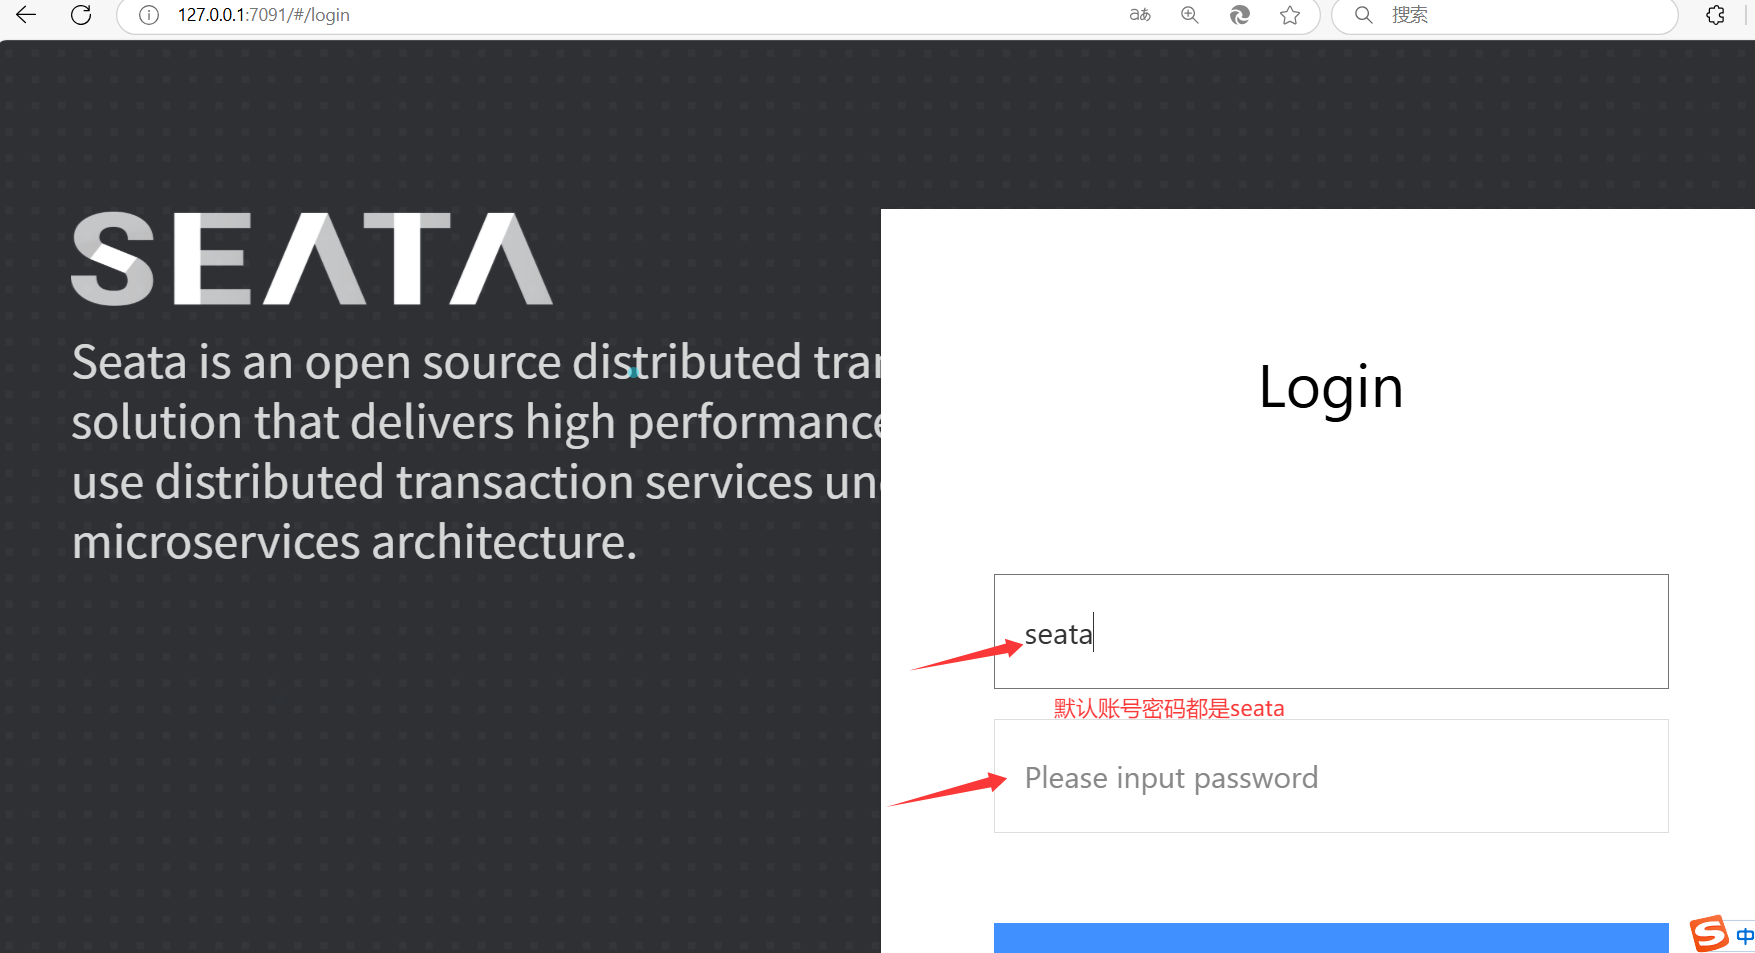 127.0.0.1:7091/#/login
搜索
SEATA
Seata is an open source distributed tran
solution that delivers high performance
use distributed transaction services un
microservices architecture.
Login
seata
默认账号密码都是seata
Please input password
S 中